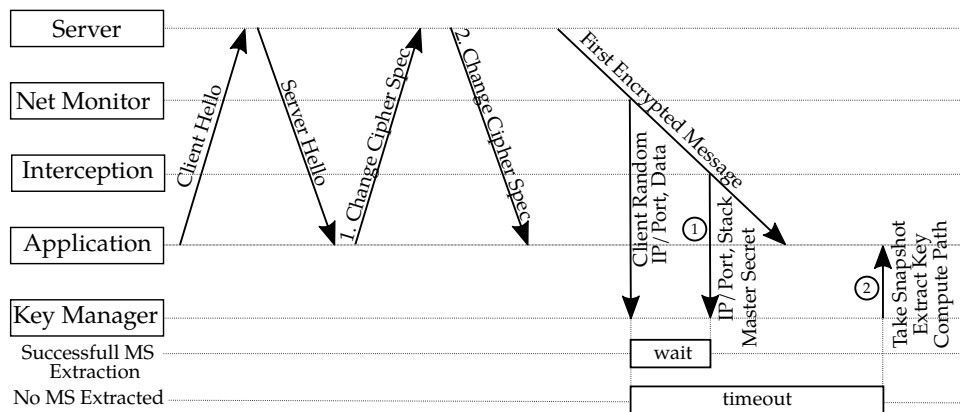 Server
Net Monitor
Interception
Application
Key Manager
Successfull MS
Extraction
No MS Extracted
Client Hello
Server Hello
1. Change Cipher Spec
2. Change Cipher Spec
First Encrypted Message
Client Random
IP/Port, Data
1
IP/Port, Stack
Master Secret
2
Take Snapshot
Extract Key
Compute Path
wait
timeout